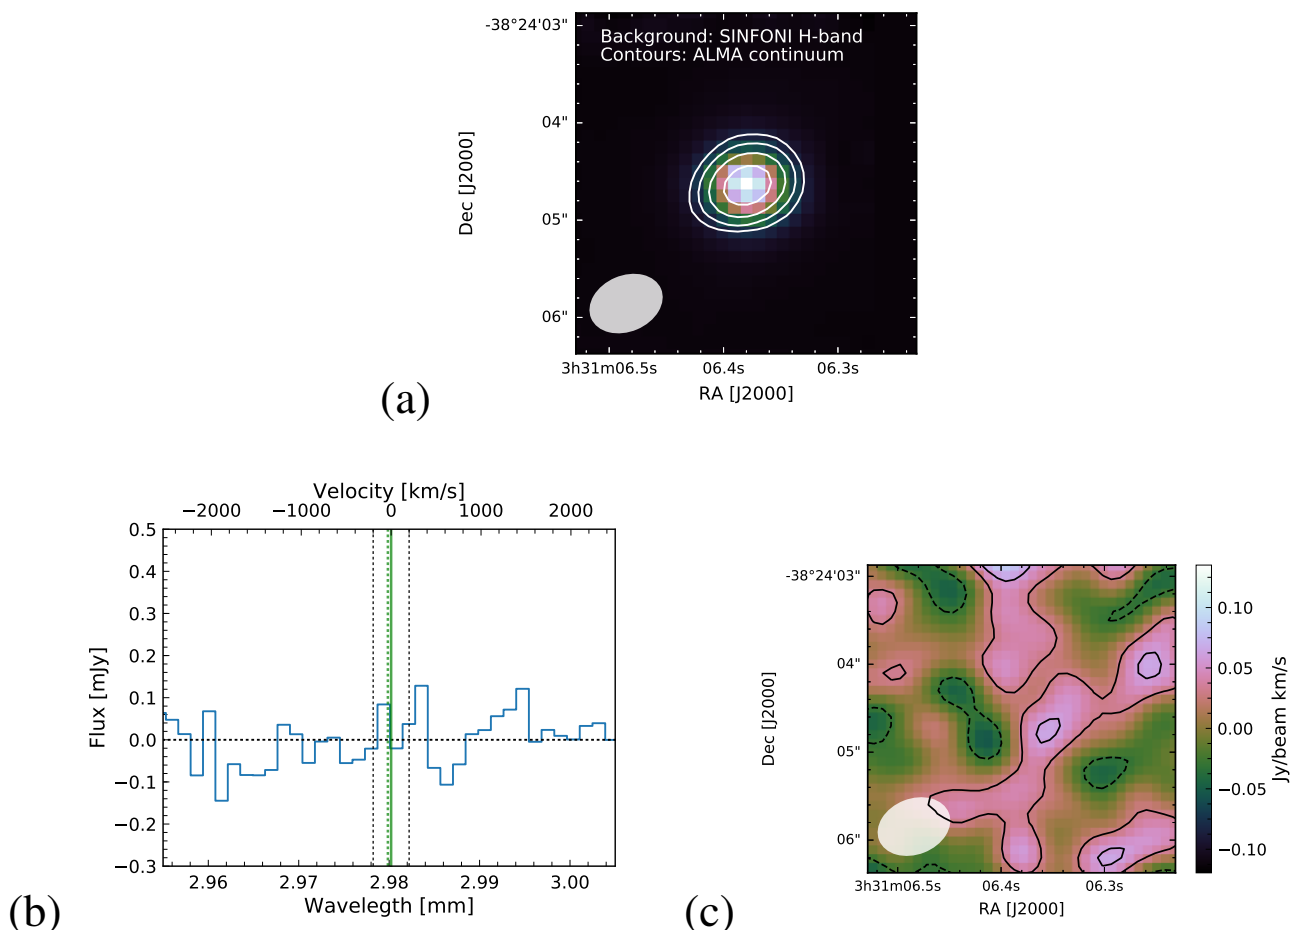 -38°24'03"
Background: SINFONI H-band
Contours: ALMA continuum
04"
Dec [J2000]
05"
06"
3h31m06.5s 06.4s 06.3s
RA [J2000]
(a)
Velocity [km/s]
−2000 −1000 0 1000 2000
0.5
0.4
0.3
0.2
0.1
0.0
−0.1
−0.2
−0.3
Flux [mJy]
2.96 2.97 2.98 2.99 3.00
Wavelegth [mm]
(b)
-38°24'03"
04"
Dec [J2000]
05"
06"
3h31m06.5s 06.4s 06.3s
RA [J2000]
0.10
0.05
0.00
−0.05
−0.10
Jy/beam km/s
(c)